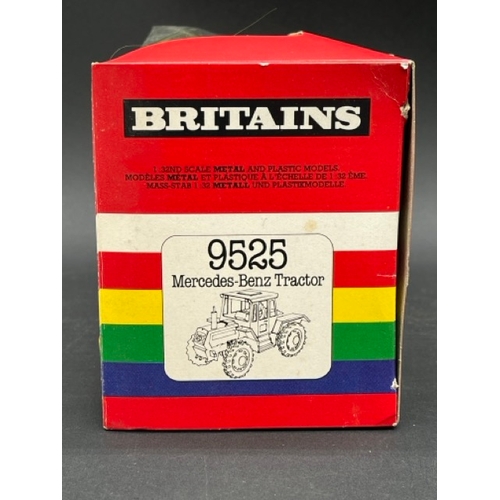 BRITAINS
1:32ND SCALE METAL AND PLASTIC MODELS.
MODÈLES MÉTAL ET PLASTIQUE À L'ÉCHELLE DE 1:32 ÈME.
MASS-STAB 1:32 METALL UND PLASTIKMODELLE
9525
Mercedes-Benz Tractor